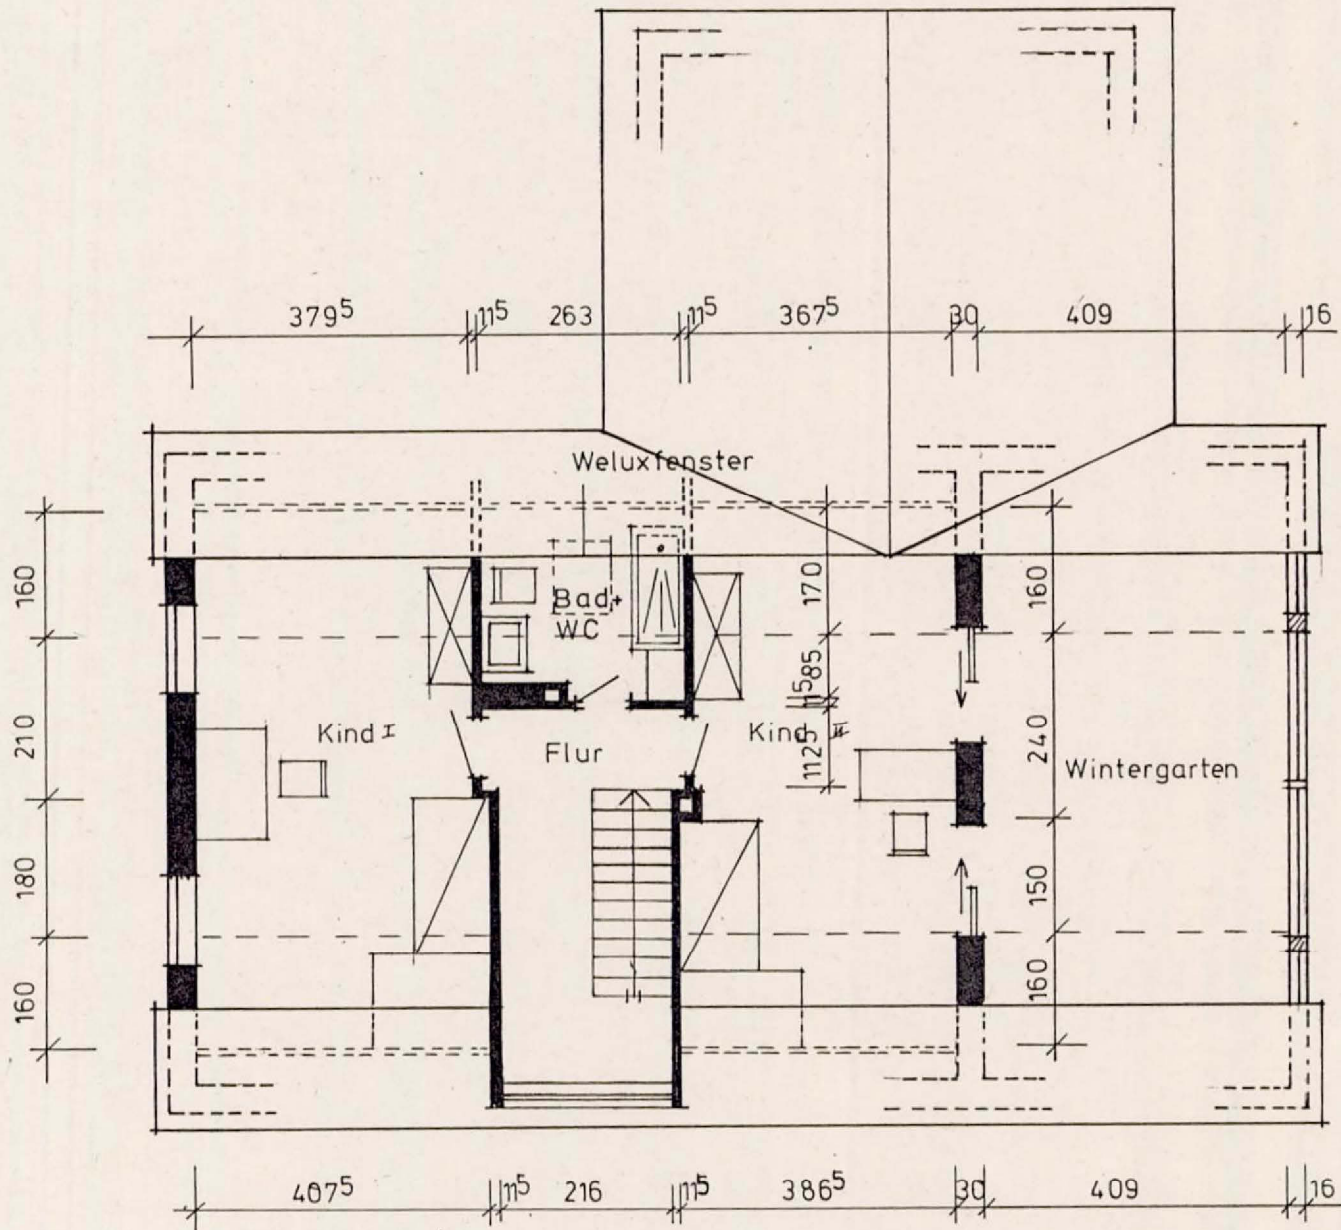 379⁵ 11⁵ 263 11⁵ 367⁵ 30 409 16
Weluxfenster
160
210
180
160
Bad+
WC
Kind I
Flur
Kind II
Wintergarten
170
85
11⁵
112⁵
160
240
150
160
407⁵ 11⁵ 216 11⁵ 386⁵ 30 409 16